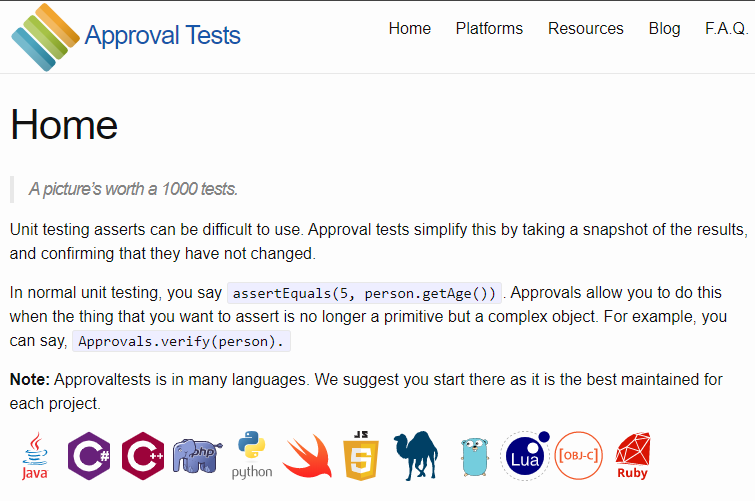 Approval Tests
Home Platforms Resources Blog F.A.Q.
Home
A picture's worth a 1000 tests.
Unit testing asserts can be difficult to use. Approval tests simplify this by taking a snapshot of the results,
and confirming that they have not changed.
In normal unit testing, you say assertEquals(5, person.getAge()). Approvals allow you to do this
when the thing that you want to assert is no longer a primitive but a complex object. For example, you
can say, Approvals.verify(person).
Note: Approvaltests is in many languages. We suggest you start there as it is the best maintained for
each project.
Java C# C++ php python JS 5 Lua [OBJ-C] Ruby